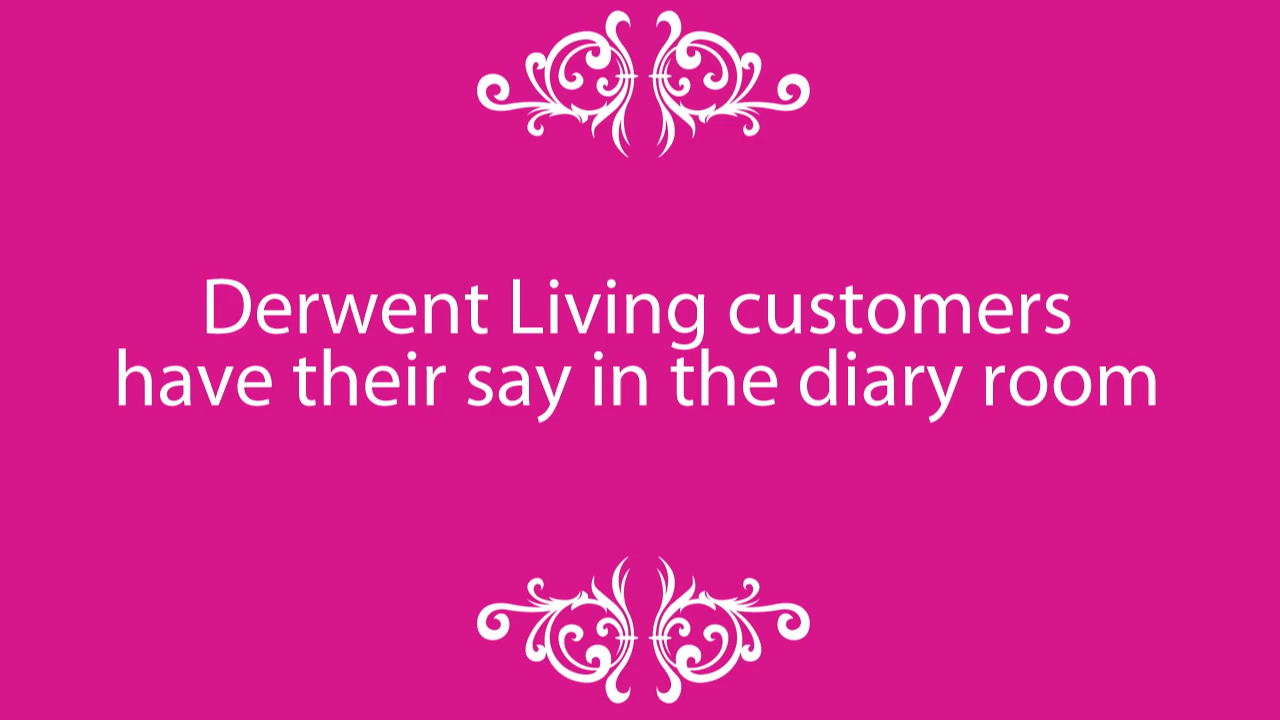 Derwent Living customers
have their say in the diary room